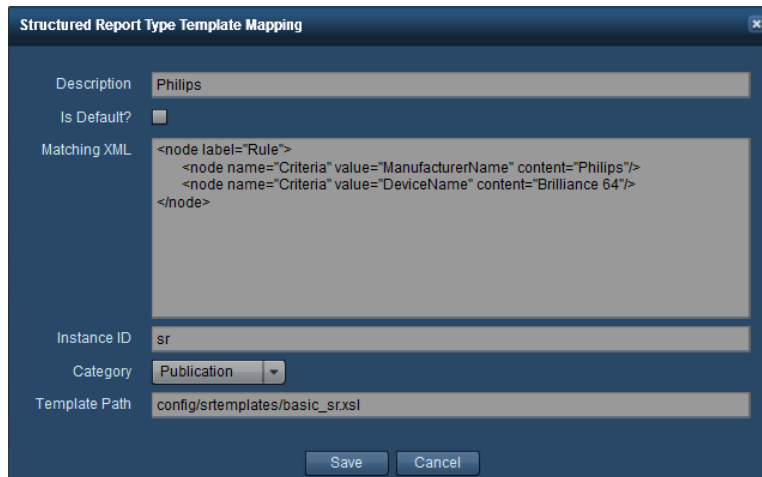 Structured Report Type Template Mapping
Description Philips
Is Default?
Matching XML <node label="Rule">
<node name="Criteria" value="ManufacturerName" content="Philips"/>
<node name="Criteria" value="DeviceName" content="Brilliance 64"/>
</node>
Instance ID sr
Category Publication
Template Path config/srtemplates/basic_sr.xsl
Save Cancel